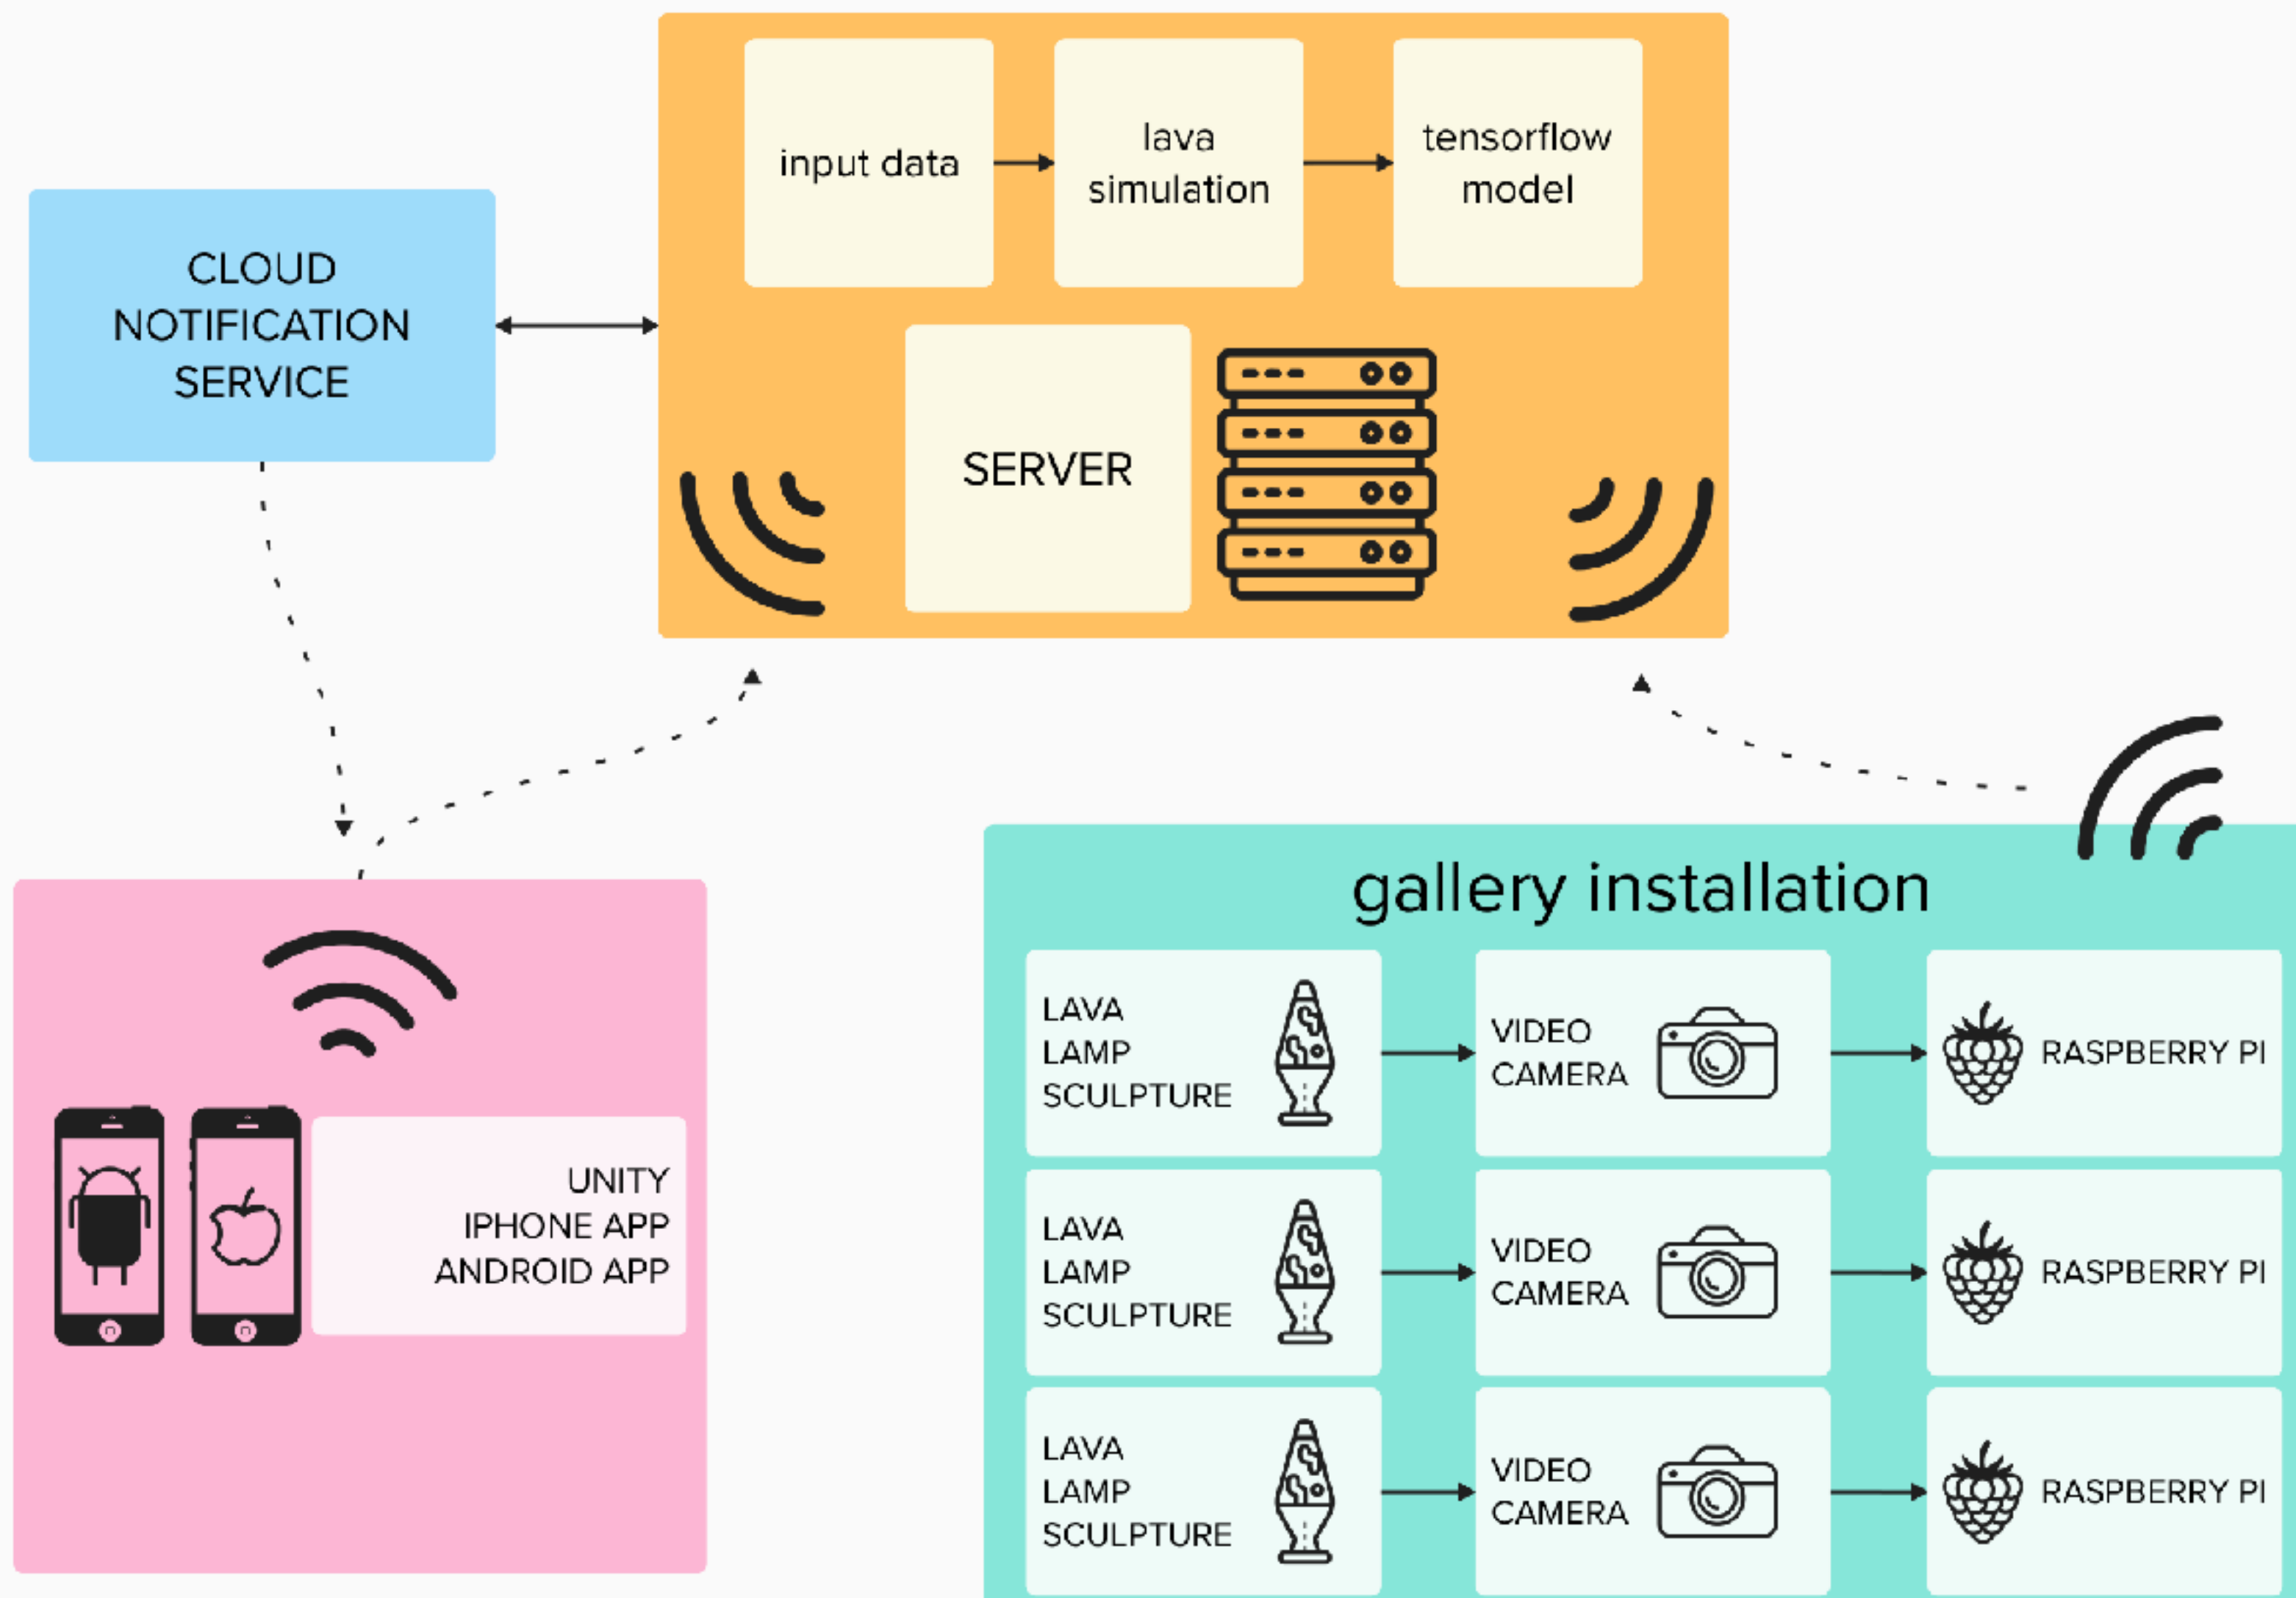 input data
lava
simulation
tensorflow
model
CLOUD
NOTIFICATION
SERVICE
SERVER
gallery installation
LAVA
LAMP
SCULPTURE
VIDEO
CAMERA
RASPBERRY PI
UNITY
IPHONE APP
ANDROID APP
LAVA
LAMP
SCULPTURE
VIDEO
CAMERA
RASPBERRY PI
LAVA
LAMP
SCULPTURE
VIDEO
CAMERA
RASPBERRY PI